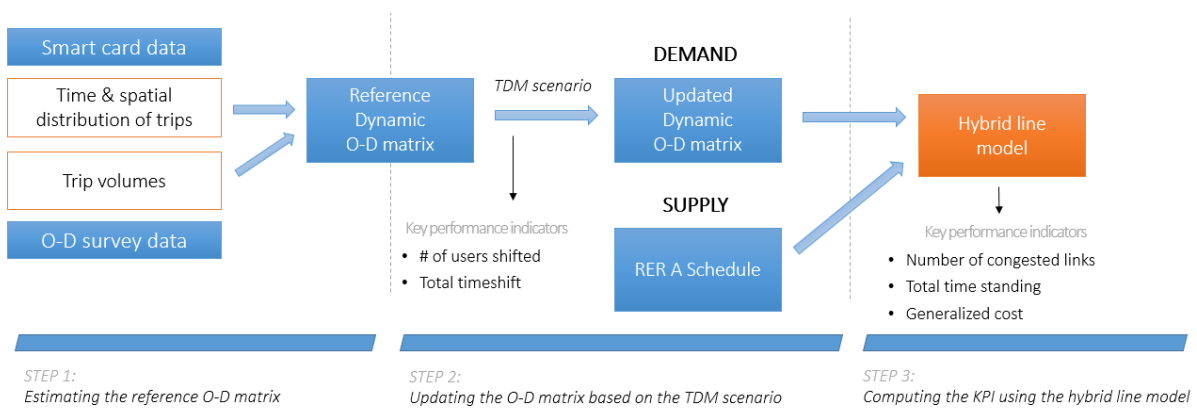 Smart card data
Time & spatial
distribution of trips
Trip volumes
O-D survey data
Reference
Dynamic
O-D matrix
TDM scenario
Key performance indicators
• # of users shifted
• Total timeshift
DEMAND
Updated
Dynamic
O-D matrix
SUPPLY
RER A Schedule
Hybrid line
model
Key performance indicators
• Number of congested links
• Total time standing
• Generalized cost
STEP 1:
Estimating the reference O-D matrix
STEP 2:
Updating the O-D matrix based on the TDM scenario
STEP 3:
Computing the KPI using the hybrid line model